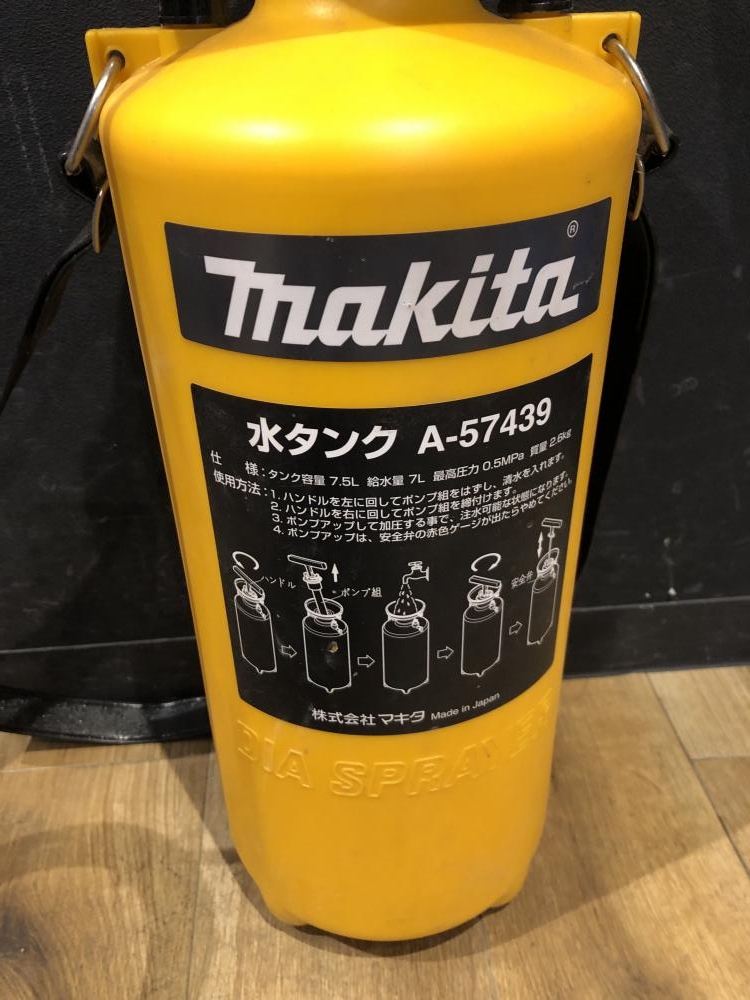 makita®
水タンク A-57439
仕 様：タンク容量 7.5L 給水量 7L 最高圧力 0.5MPa 質量 2.6kg
使用方法：1. ハンドルを左に回してポンプ組をはずし、清水を入れます。
2. ハンドルを右に回してポンプ組を締付けます。
3. ポンプアップして加圧する事で、注水可能な状態になります。
4. ポンプアップは、安全弁の赤色ゲージが出たらやめてください。
ハンドル
ポンプ組
安全弁
株式会社マキタ Made in Japan
DIA SPRAYER